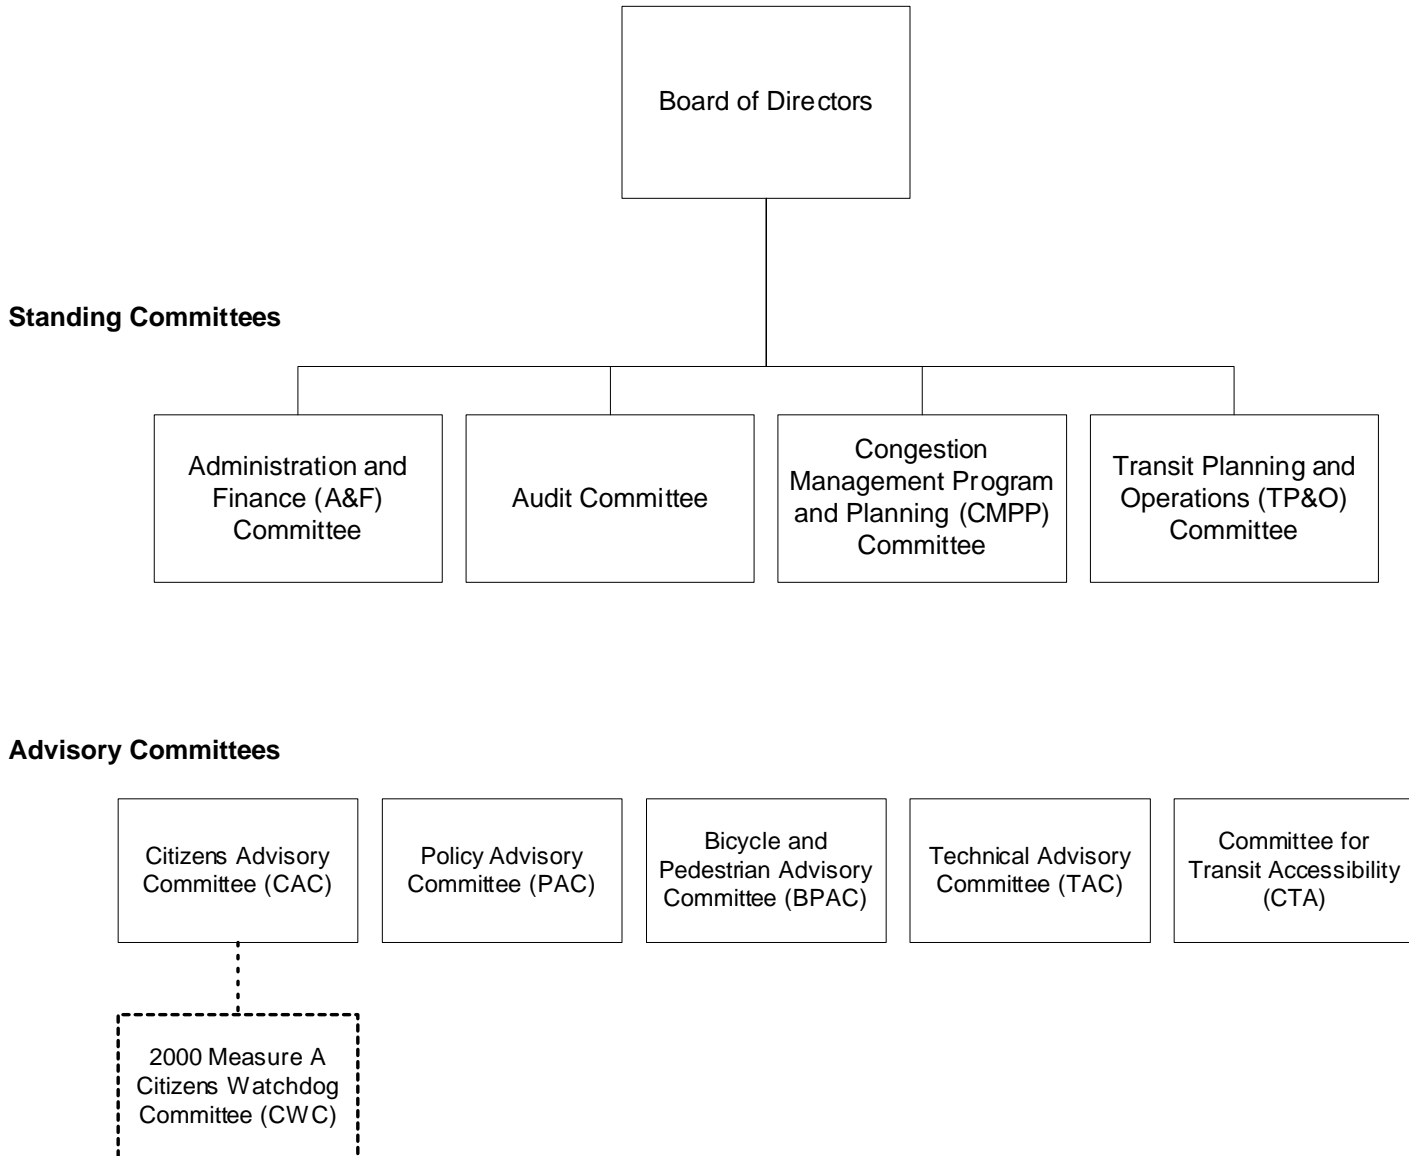 Board of Directors
Standing Committees
Administration and
Finance (A&F)
Committee
Audit Committee
Congestion
Management Program
and Planning (CMPP)
Committee
Transit Planning and
Operations (TP&O)
Committee
Advisory Committees
Citizens Advisory
Committee (CAC)
Policy Advisory
Committee (PAC)
Bicycle and
Pedestrian Advisory
Committee (BPAC)
Technical Advisory
Committee (TAC)
Committee for
Transit Accessibility
(CTA)
2000 Measure A
Citizens Watchdog
Committee (CWC)